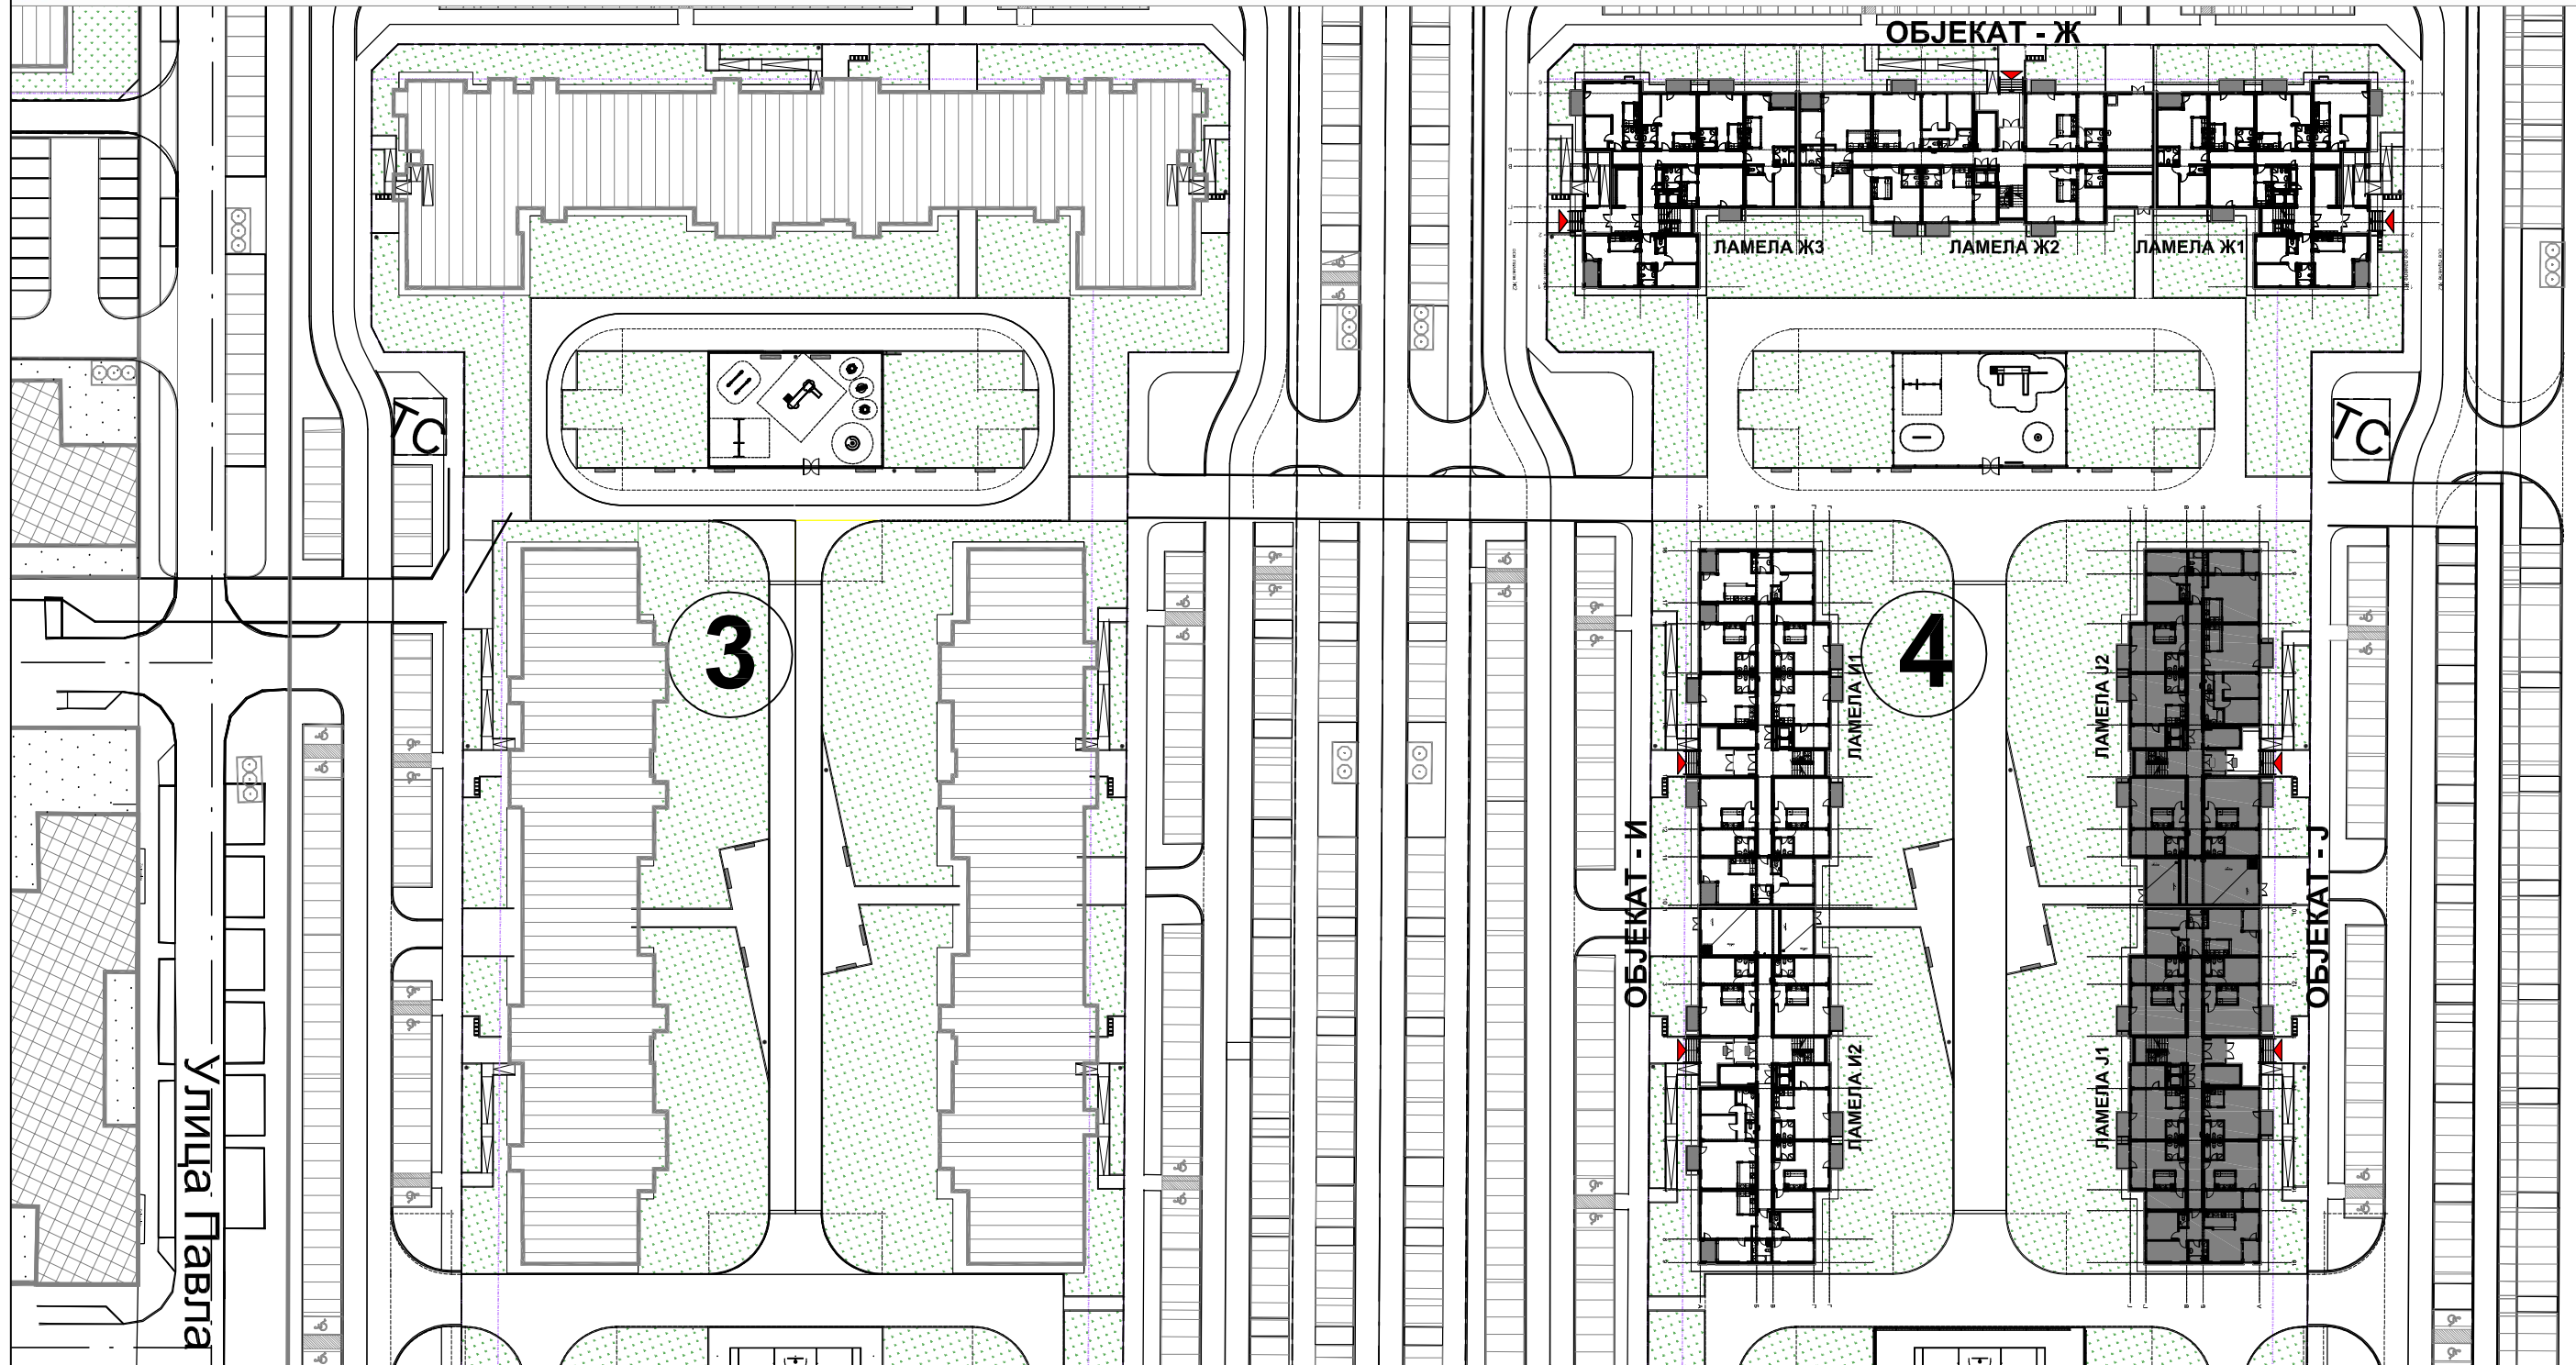 ОБЈЕКАТ - Ж
ЛАМЕЛА Ж3
ЛАМЕЛА Ж2
ЛАМЕЛА Ж1
ТС
ТС
3
4
ЛАМЕЛА И1
ЛАМЕЛА Ј2
ОБЈЕКАТ - И
ОБЈЕКАТ - Ј
ЛАМЕЛА И2
ЛАМЕЛА Ј1
Улица Павла